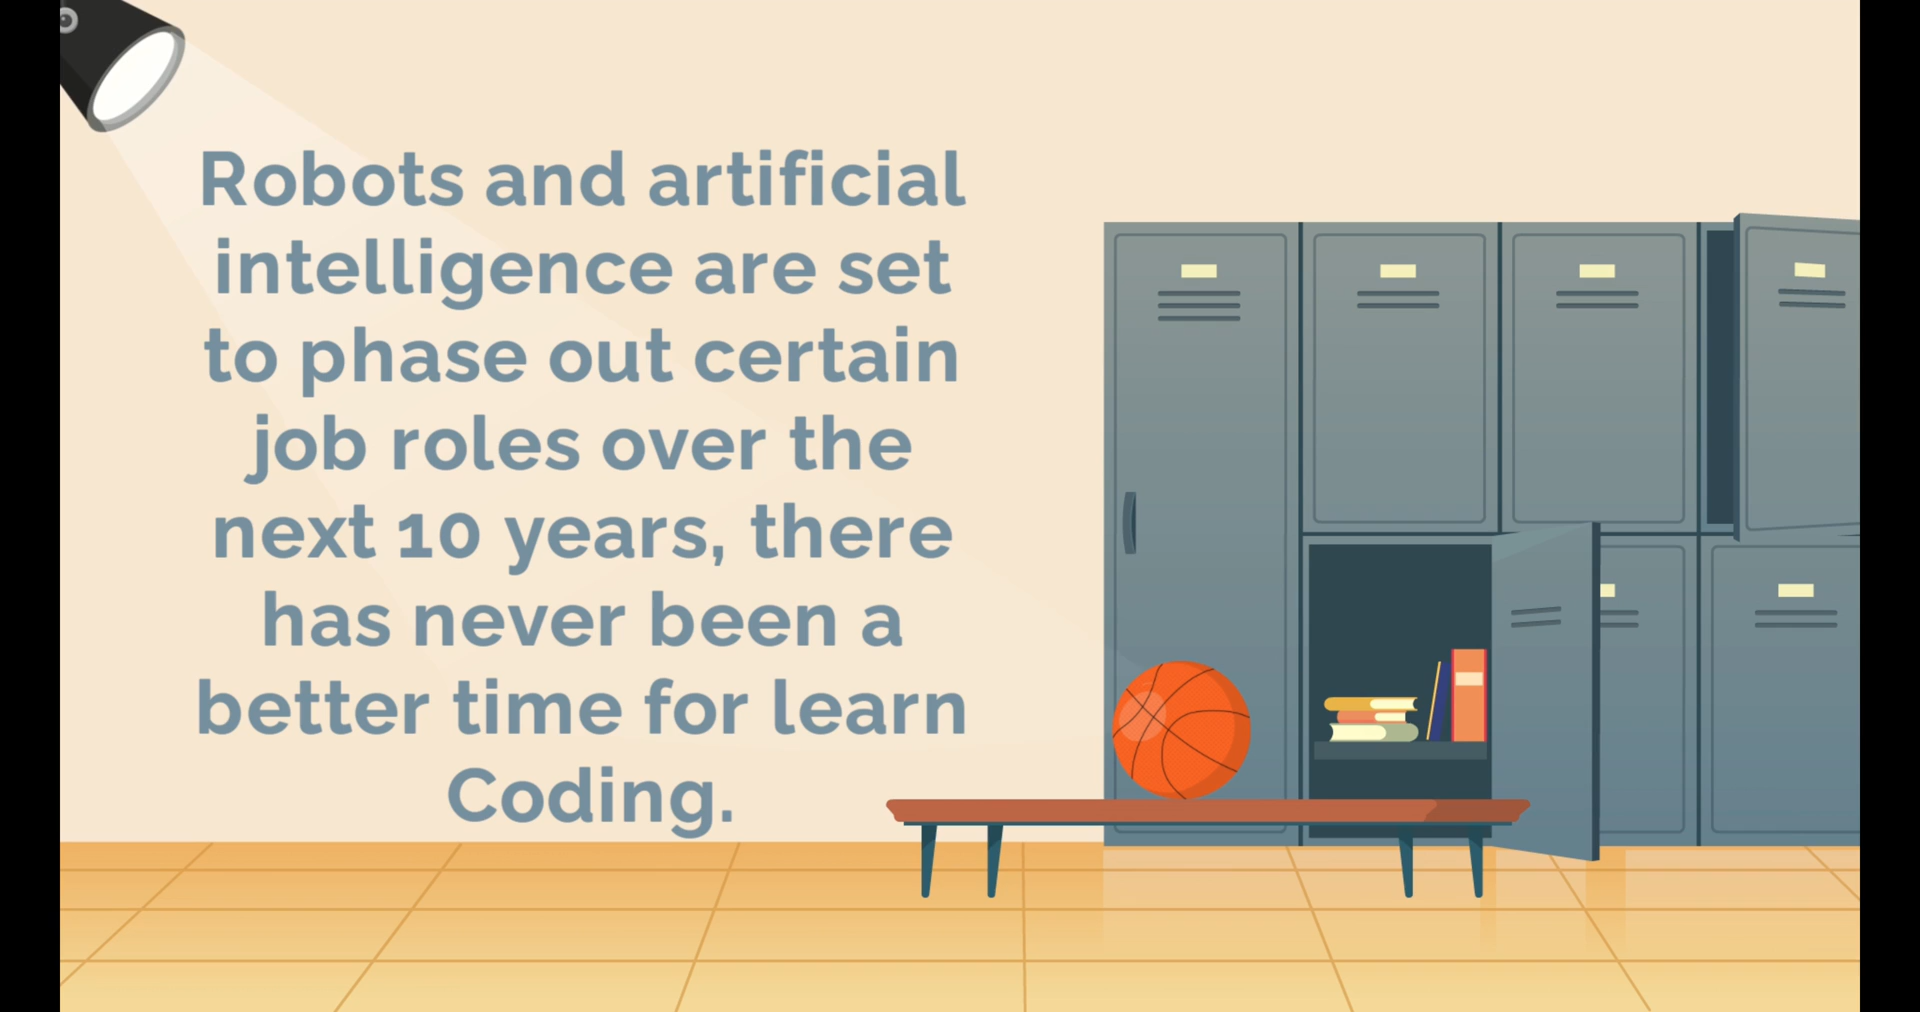 Robots and artificial
intelligence are set
to phase out certain
job roles over the
next 10 years, there
has never been a
better time for learn
Coding.